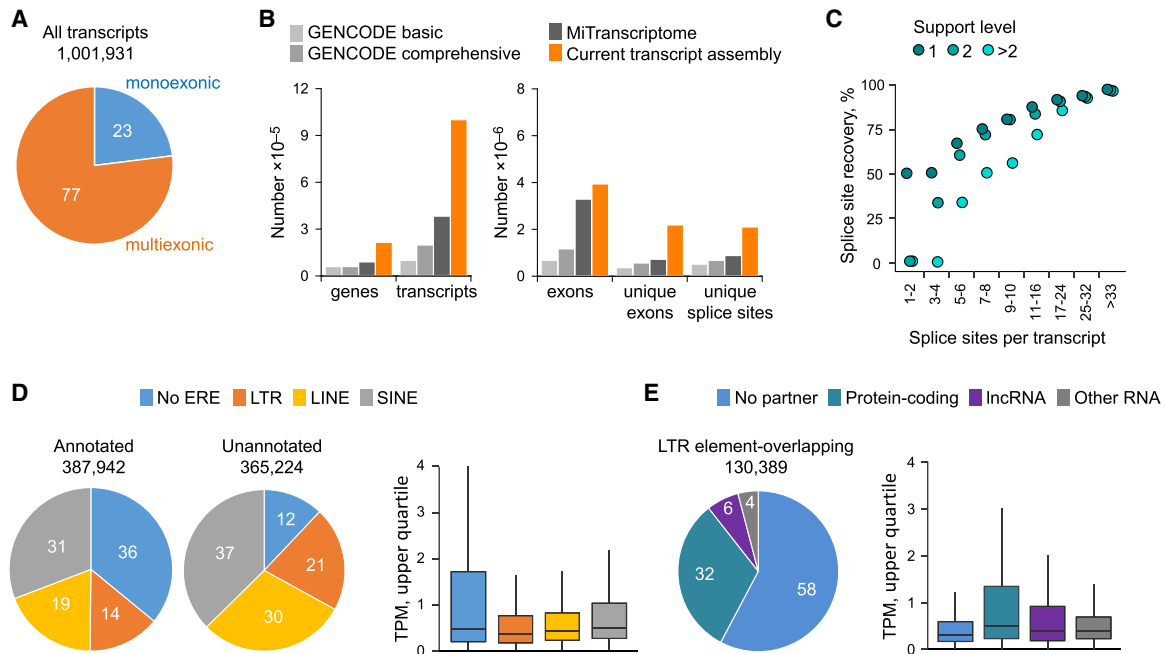 A
All transcripts
1,001,931
monoexonic
23
77
multiexonic
B
GENCODE basic
GENCODE comprehensive
MiTranscriptome
Current transcript assembly
Number ×10–5
12
9
6
3
0
genes
transcripts
Number ×10–6
8
6
4
2
0
exons
unique
exons
unique
splice sites
C
Support level
1
2
>2
Splice site recovery, %
100
75
50
25
0
1-2
3-4
5-6
7-8
9-10
11-16
17-24
25-32
>33
Splice sites per transcript
D
No ERE
LTR
LINE
SINE
Annotated
387,942
36
14
19
31
Unannotated
365,224
12
21
30
37
TPM, upper quartile
4
3
2
1
0
E
No partner
Protein-coding
lncRNA
Other RNA
LTR element-overlapping
130,389
58
32
6
4
TPM, upper quartile
4
3
2
1
0